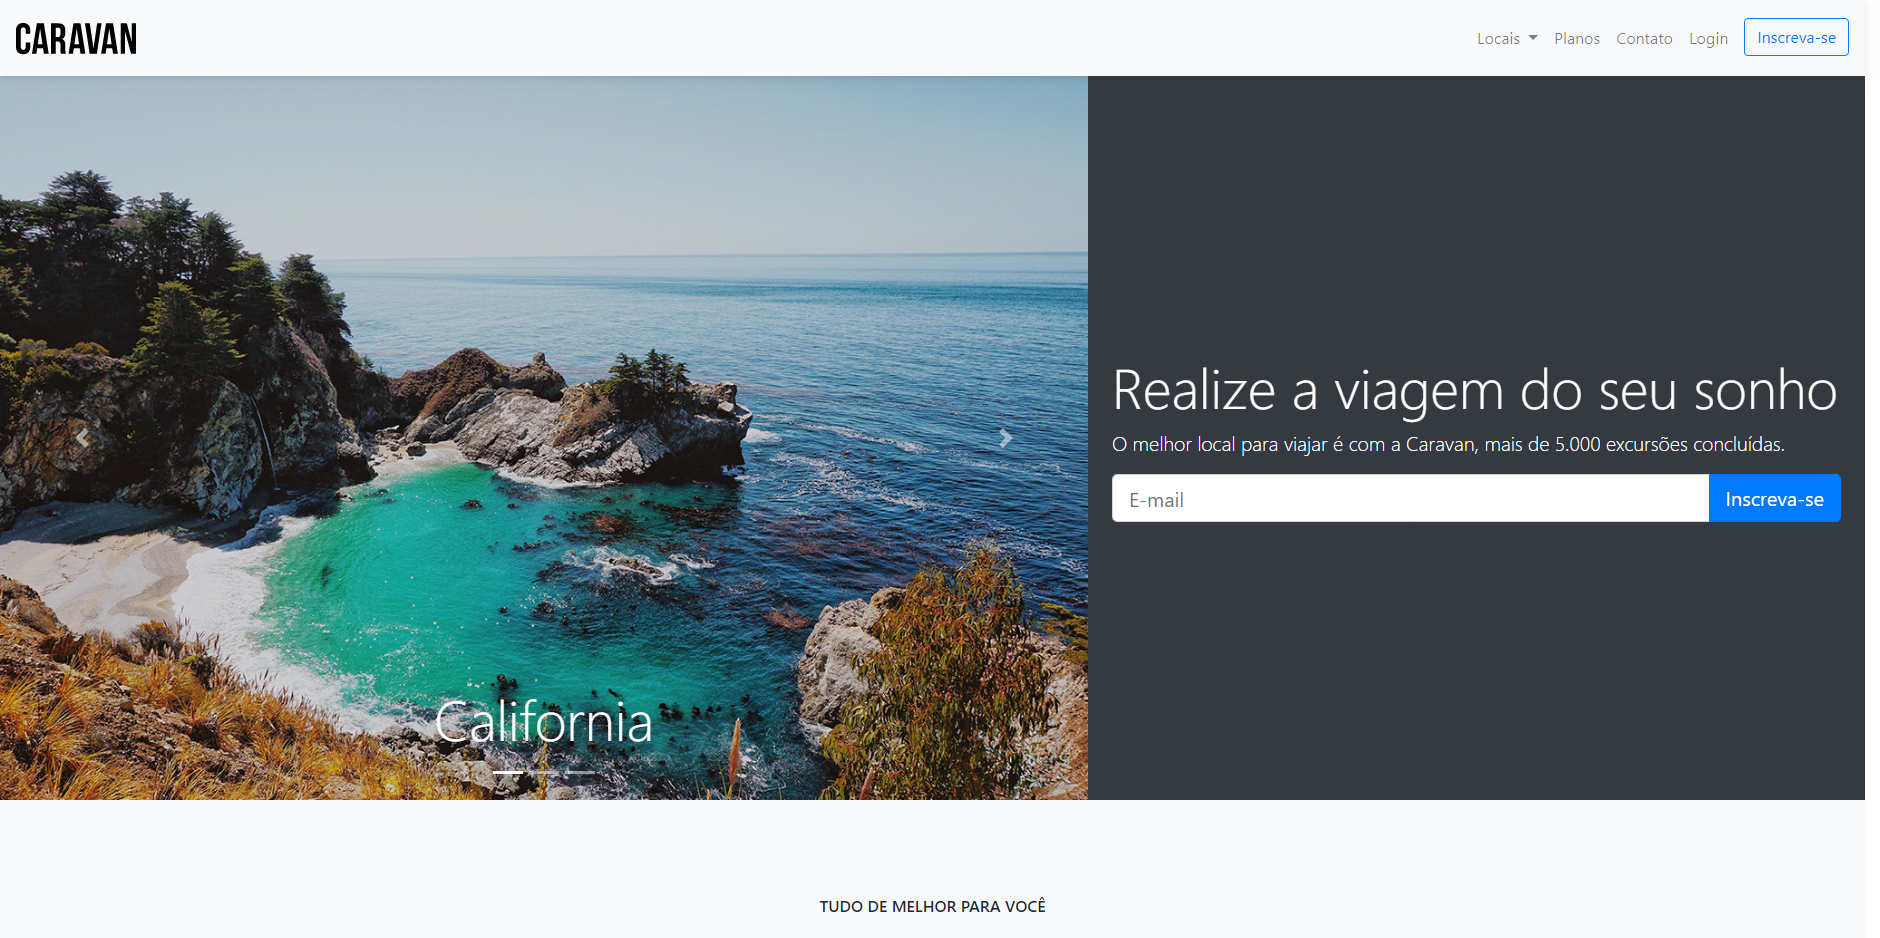 CARAVAN
Locais
Planos
Contato
Login
Inscreva-se
California
Realize a viagem do seu sonho
O melhor local para viajar é com a Caravan, mais de 5.000 excursões concluídas.
E-mail
Inscreva-se
TUDO DE MELHOR PARA VOCÊ